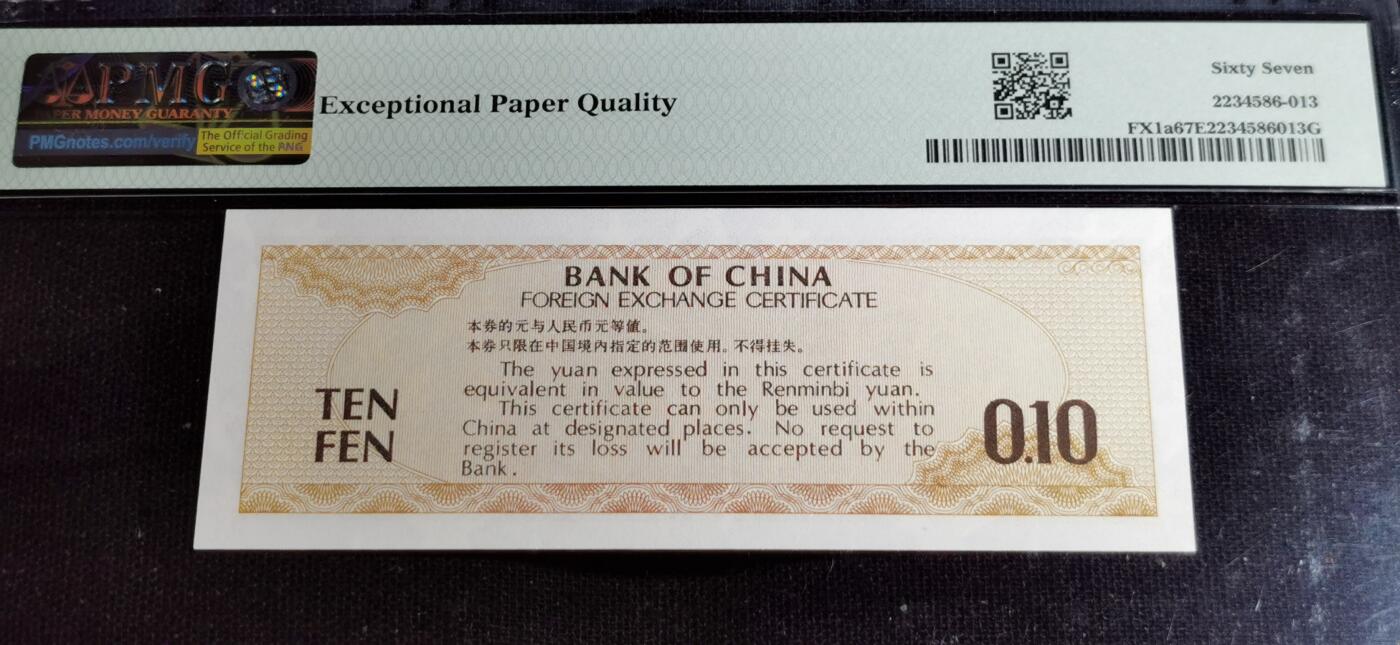 PMG
PER MONEY GUARANTY
PMGnotes.com/verify
The Official Grading
Service of the ANG
Exceptional Paper Quality
Sixty Seven
2234586-013
FX1a67E2234586013G
BANK OF CHINA
FOREIGN EXCHANGE CERTIFICATE
本券的元与人民币元等值。
本券只限在中国境内指定的范围使用。不得挂失。
The yuan expressed in this certificate is
equivalent in value to the Renminbi yuan.
This certificate can only be used within
China at designated places. No request to
register its loss will be accepted by the
Bank.
TEN
FEN
0.10